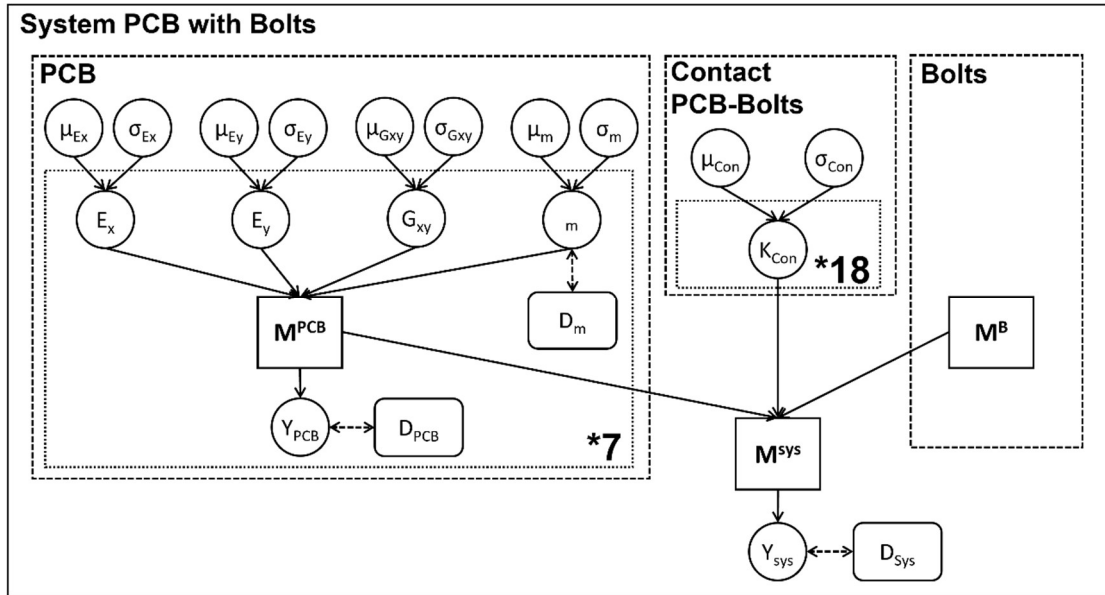 System PCB with Bolts
PCB
Contact
PCB-Bolts
Bolts
μEx σEx μEy σEy μGxy σGxy μm σm
μCon σCon
Ex Ey Gxy m
KCon
*18
MPCB
Dm
MB
YPCB DPCB
*7
Msys
Ysys DSys